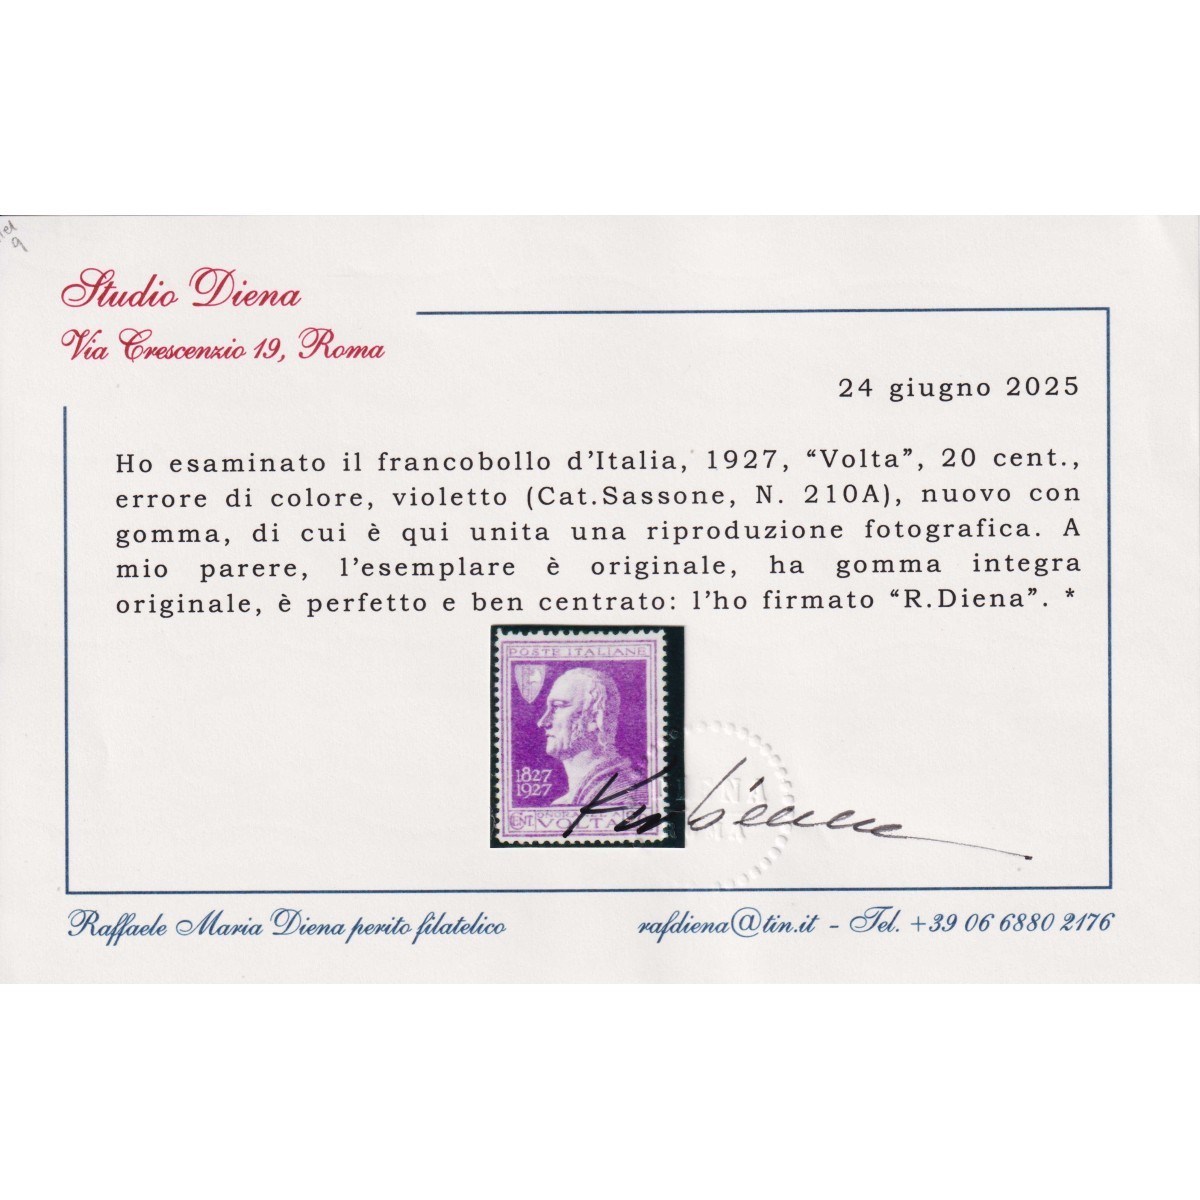 Studio Diena
Via Crescenzio 19, Roma
24 giugno 2025
Ho esaminato il francobollo d'Italia, 1927, “Volta”, 20 cent.,
errore di colore, violetto (Cat.Sassone, N. 210A), nuovo con
gomma, di cui è qui unita una riproduzione fotografica. A
mio parere, l'esemplare è originale, ha gomma integra
originale, è perfetto e ben centrato: l'ho firmato “R.Diena”. *
POSTE ITALIANE
1827
1927
CENT.
VOLTA
Raffaele Maria Diena perito filatelico
rafdiena@tin.it - Tel. +39 06 6880 2176